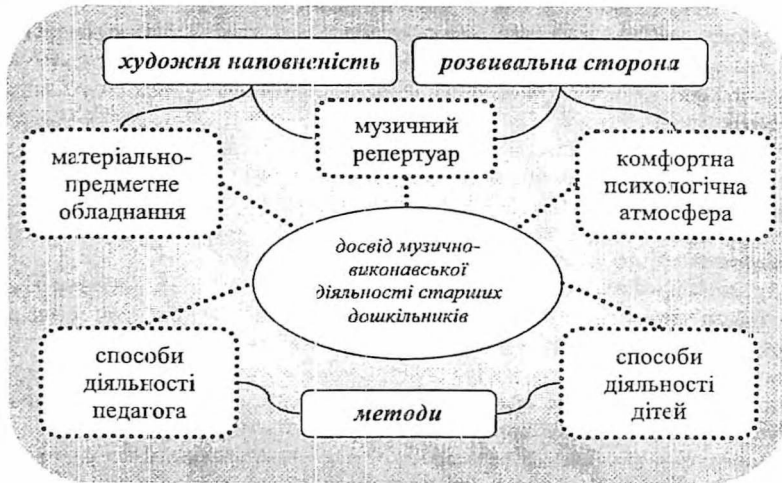 художня наповненість
розвивальна сторона
музичний
репертуар
матеріально-
предметне
обладнання
комфортна
психологічна
атмосфера
досвід музично-
виконавської
діяльності старших
дошкільників
способи
діяльності
педагога
методи
способи
діяльності
дітей